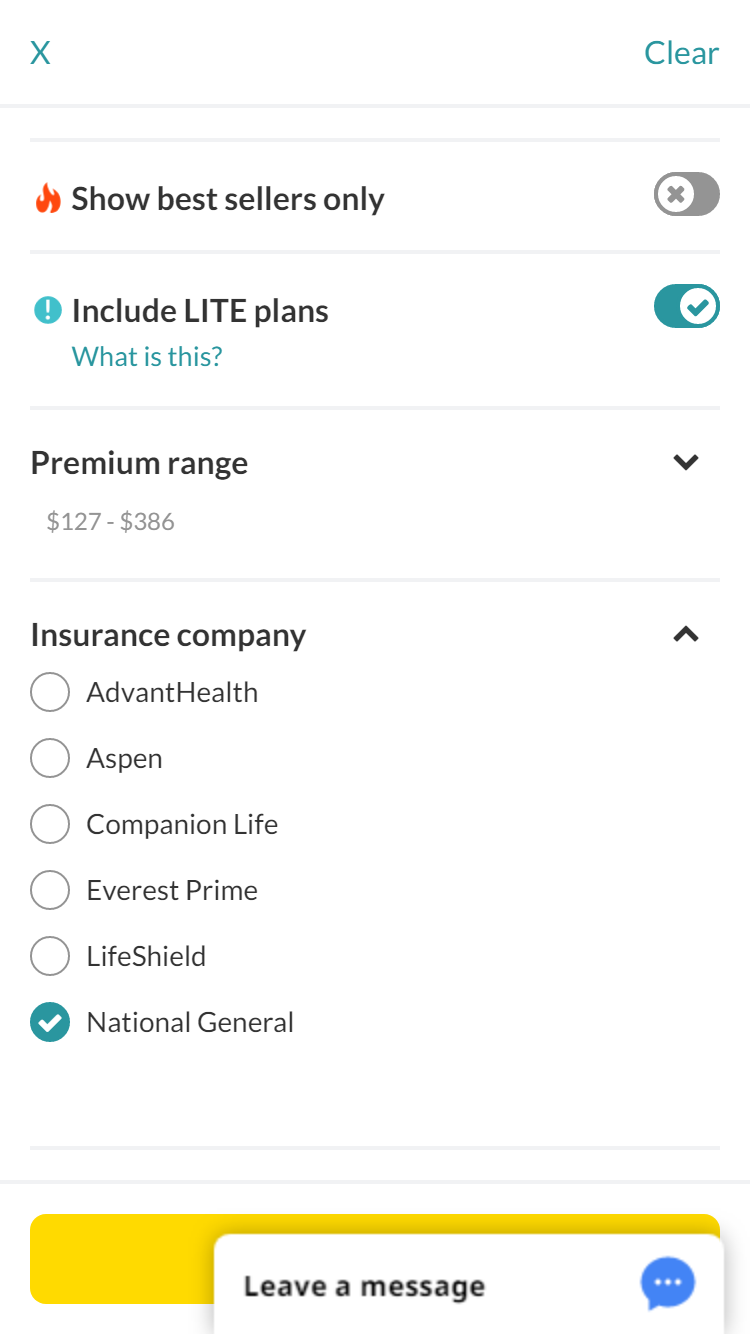 X Clear
Show best sellers only
Include LITE plans
What is this?
Premium range
$127 - $386
Insurance company
AdvantHealth
Aspen
Companion Life
Everest Prime
LifeShield
National General
Leave a message